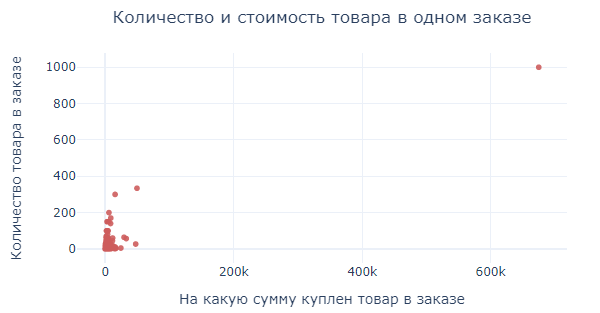 Количество и стоимость товара в одном заказе
Количество товара в заказе
1000
800
600
400
200
0
0
200k
400k
600k
На какую сумму куплен товар в заказе